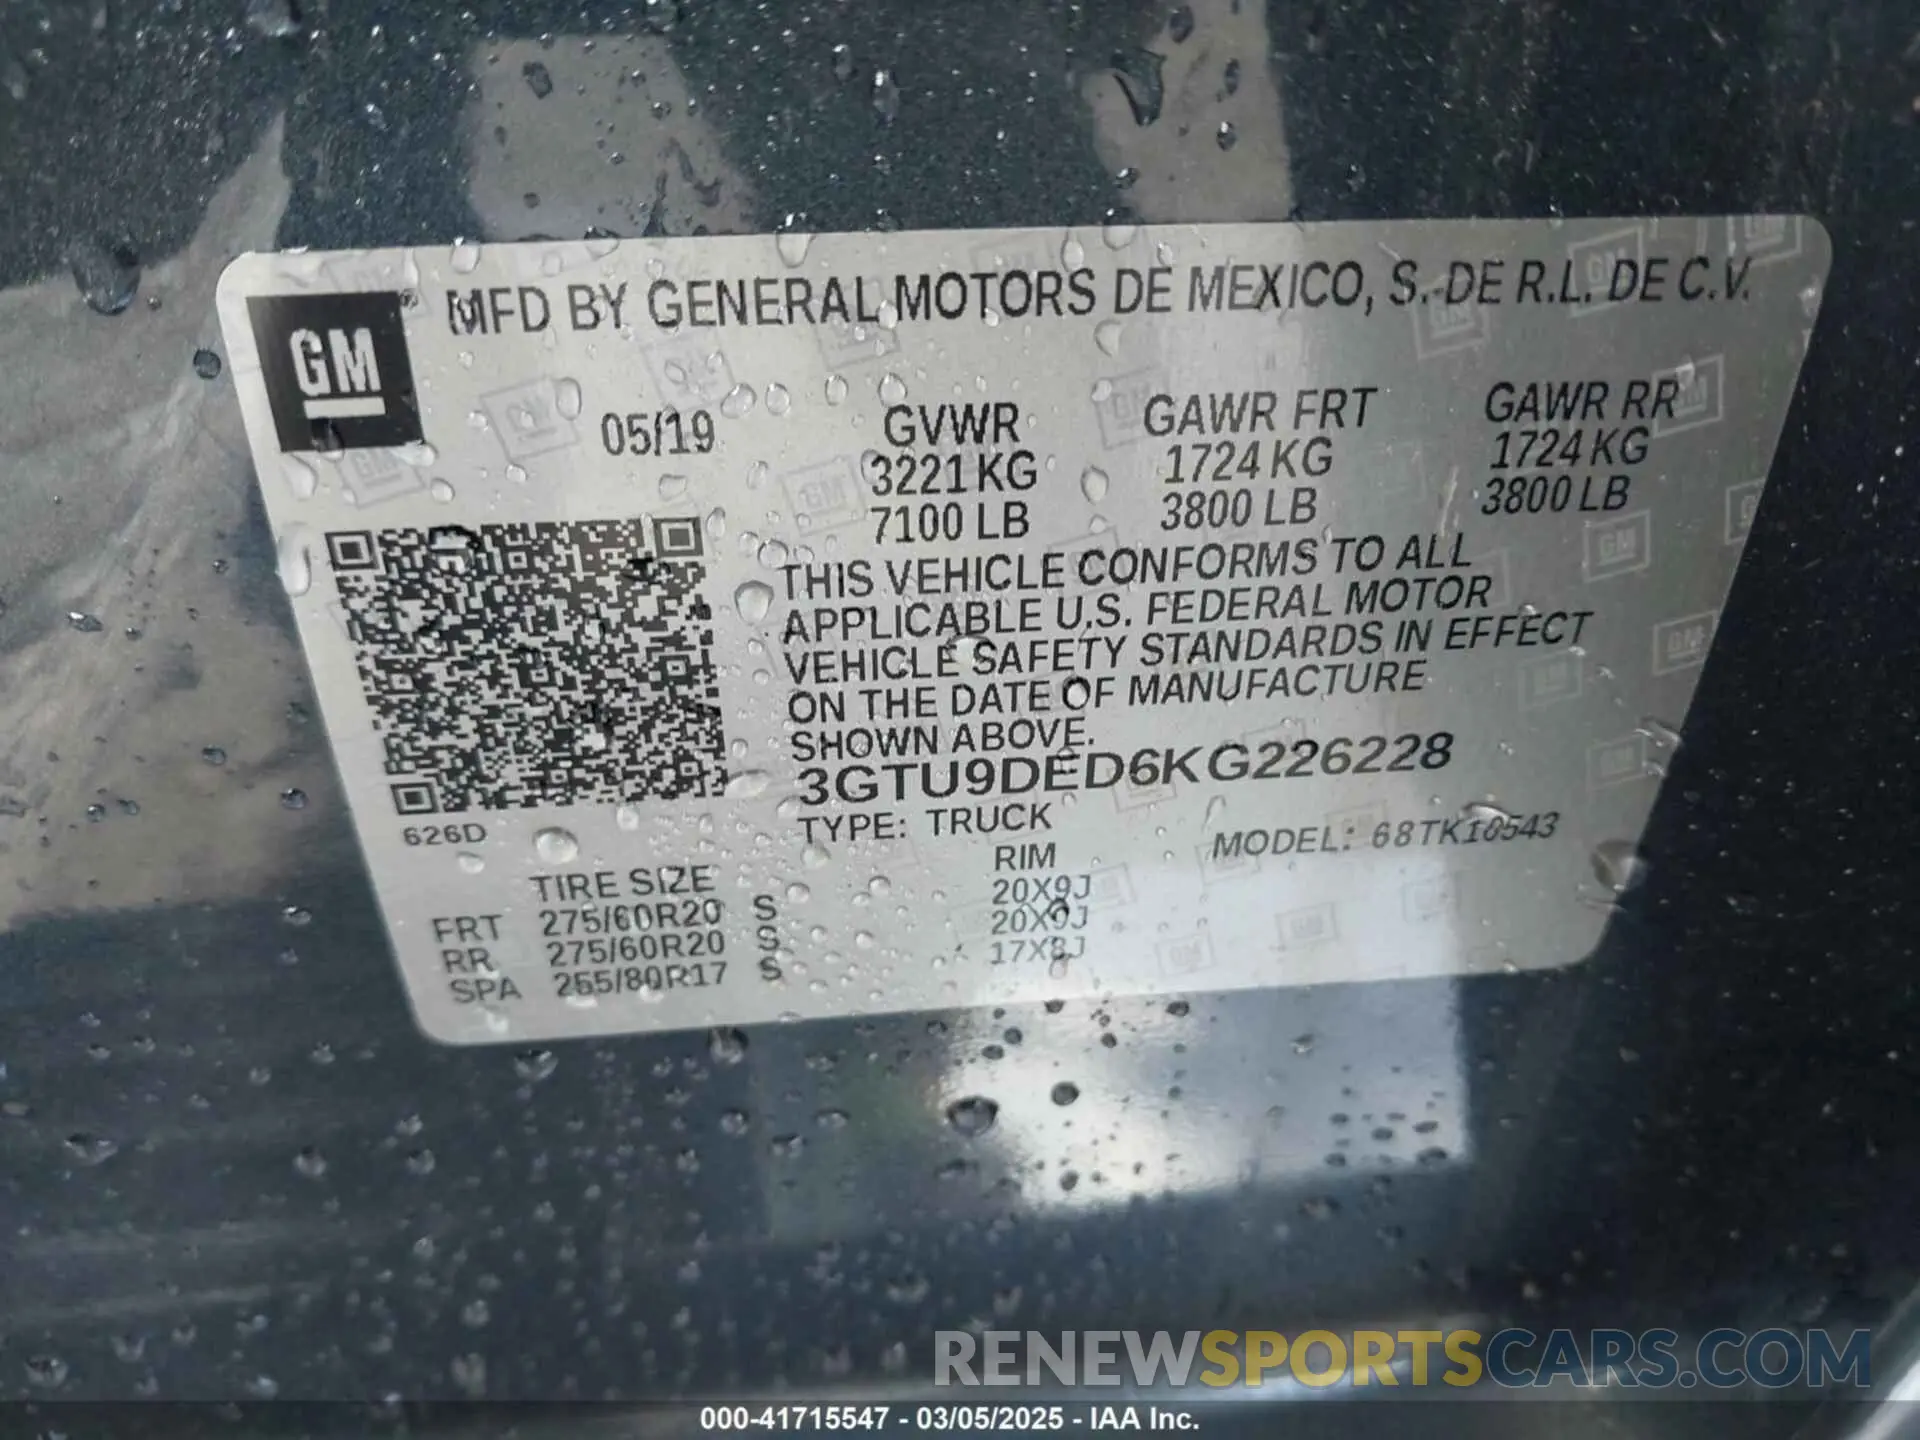 GM
® MFD BY GENERAL MOTORS DE MEXICO, S. DE R.L. DE C.V.
05/19 GVWR GAWR FRT GAWR RR
3221 KG 1724 KG 1724 KG
7100 LB 3800 LB 3800 LB
THIS VEHICLE CONFORMS TO ALL
APPLICABLE U.S. FEDERAL MOTOR
VEHICLE SAFETY STANDARDS IN EFFECT
ON THE DATE OF MANUFACTURE
SHOWN ABOVE.
3GTU9DED6KG226228
626D TYPE: TRUCK MODEL: 68TK10543
TIRE SIZE RIM
FRT 275/60R20 S 20X9J
RR 275/60R20 S 20X9J
SPA 265/80R17 S 17X8J
RENEWSPORTSCARS.COM
000-41715547 - 03/05/2025 - IAA Inc.